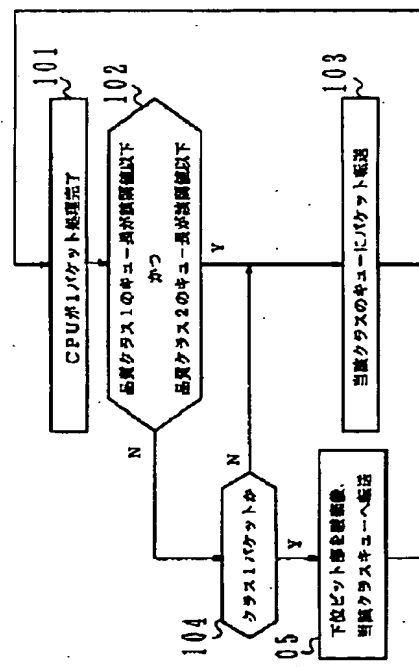 101
CPUが1パケット処理完了
102
品質クラス1のキュー長が該閾値以下
かつ
品質クラス2のキュー長が該閾値以下
Y
N
104
クラス1パケットか
N
Y
103
当該クラスのキューにパケット転送
05
下位ビット部を廃棄後、
当該クラスキューへ転送